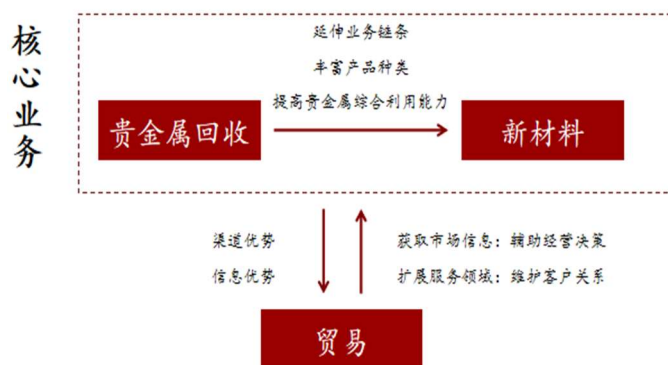 核心业务
延伸业务链条
丰富产品种类
提高贵金属综合利用能力
贵金属回收
新材料
渠道优势
信息优势
获取市场信息：辅助经营决策
扩展服务领域：维护客户关系
贸易